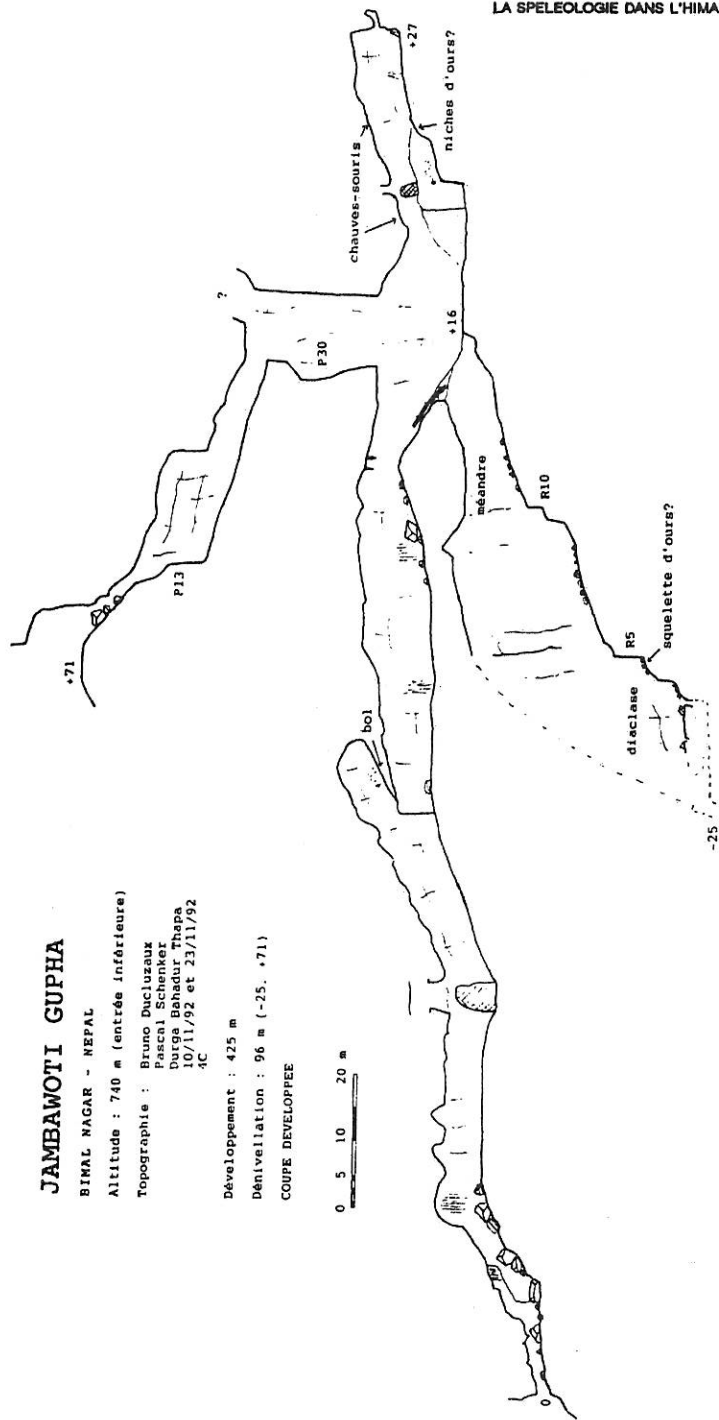 LA SPELEOLOGIE DANS L'HIMA
JAMBAWOTI GUPHA
BIMAL NAGAR - NEPAL
Altitude : 740 m (entrée inférieure)
Topographie : Bruno Ducluzaux
Pascal Schenker
Durga Bahadur Thapa
10/11/92 et 23/11/92
4C
Développement : 425 m
Dénivellation : 96 m (-25, +71)
COUPE DEVELOPPEE
0 5 10 20 m
+71
P13
?
P30
chauves-souris
+27
niches d'ours?
+16
méandre
R10
R5
squelette d'ours?
diaclase
-25
bol
0